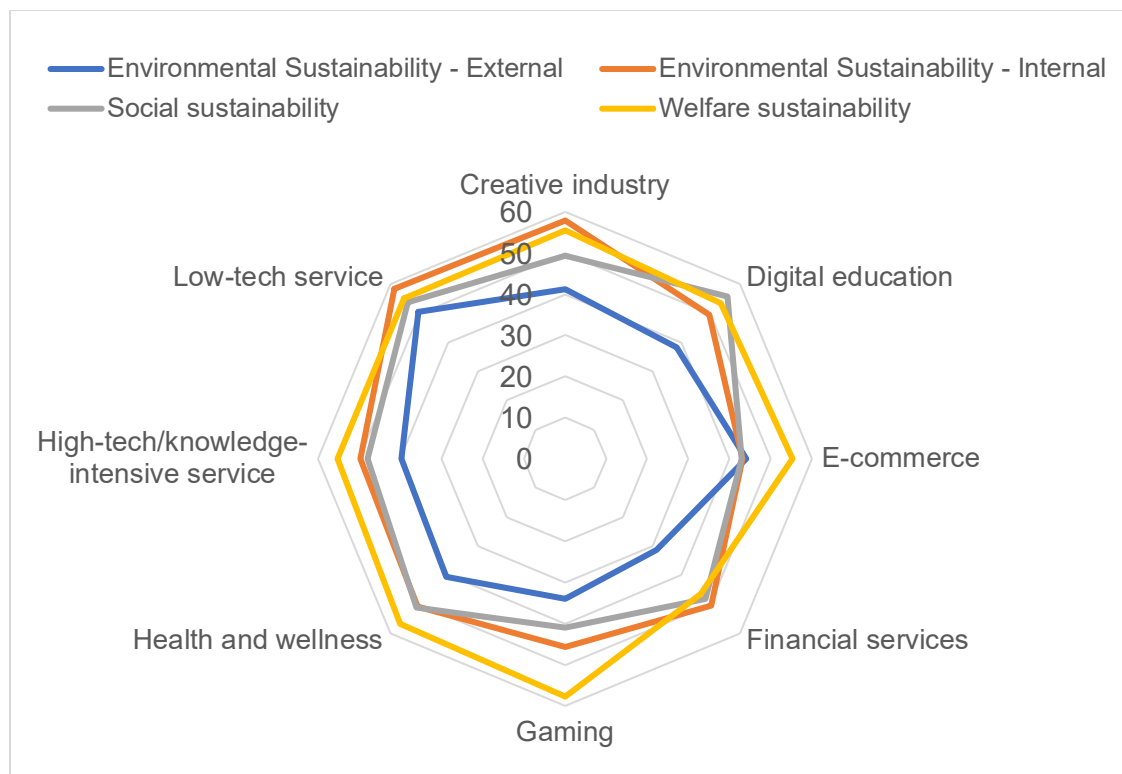 Environmental Sustainability - External
Environmental Sustainability - Internal
Social sustainability
Welfare sustainability
Creative industry
60
50
40
30
20
10
0
Low-tech service
Digital education
High-tech/knowledge-
intensive service
E-commerce
Health and wellness
Financial services
Gaming